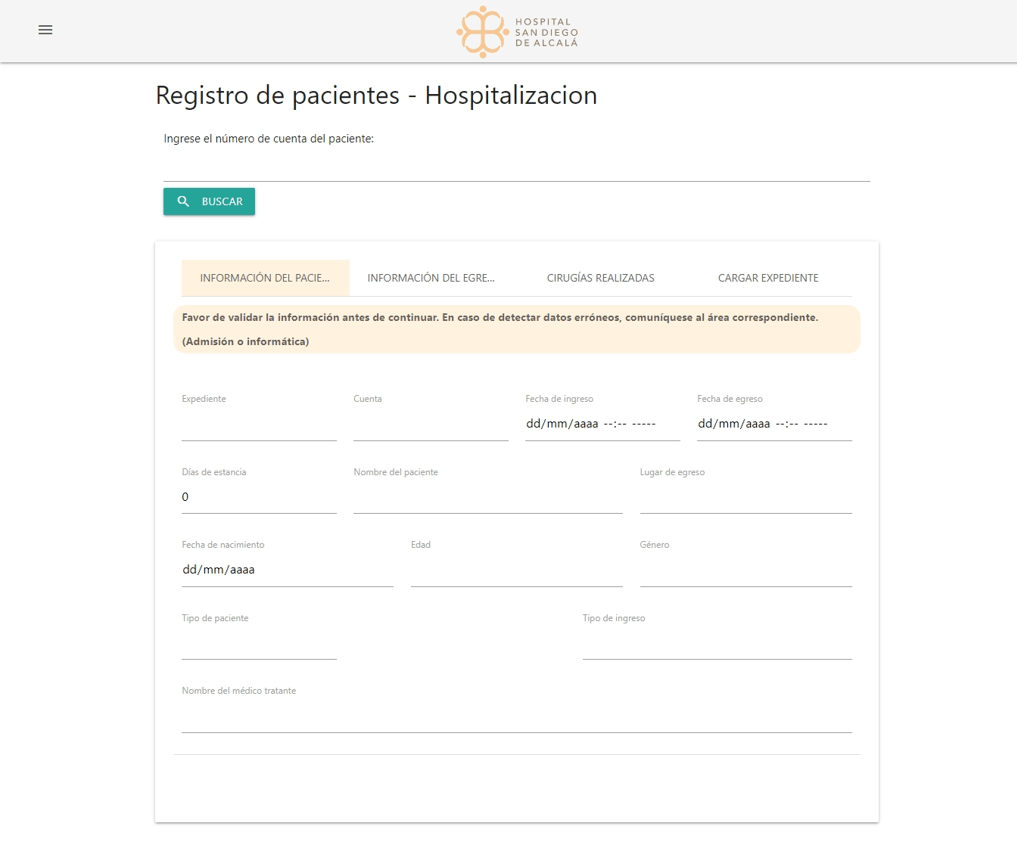 HOSPITAL
SAN DIEGO
DE ALCALÁ
Registro de pacientes - Hospitalizacion
Ingrese el número de cuenta del paciente:
BUSCAR
INFORMACIÓN DEL PACIE... INFORMACIÓN DEL EGRE... CIRUGÍAS REALIZADAS CARGAR EXPEDIENTE
Favor de validar la información antes de continuar. En caso de detectar datos erróneos, comuníquese al área correspondiente.
(Admisión o informática)
Expediente Cuenta Fecha de ingreso Fecha de egreso
dd/mm/aaaa --:-- ----- dd/mm/aaaa --:-- -----
Días de estancia Nombre del paciente Lugar de egreso
0
Fecha de nacimiento Edad Género
dd/mm/aaaa
Tipo de paciente Tipo de ingreso
Nombre del médico tratante